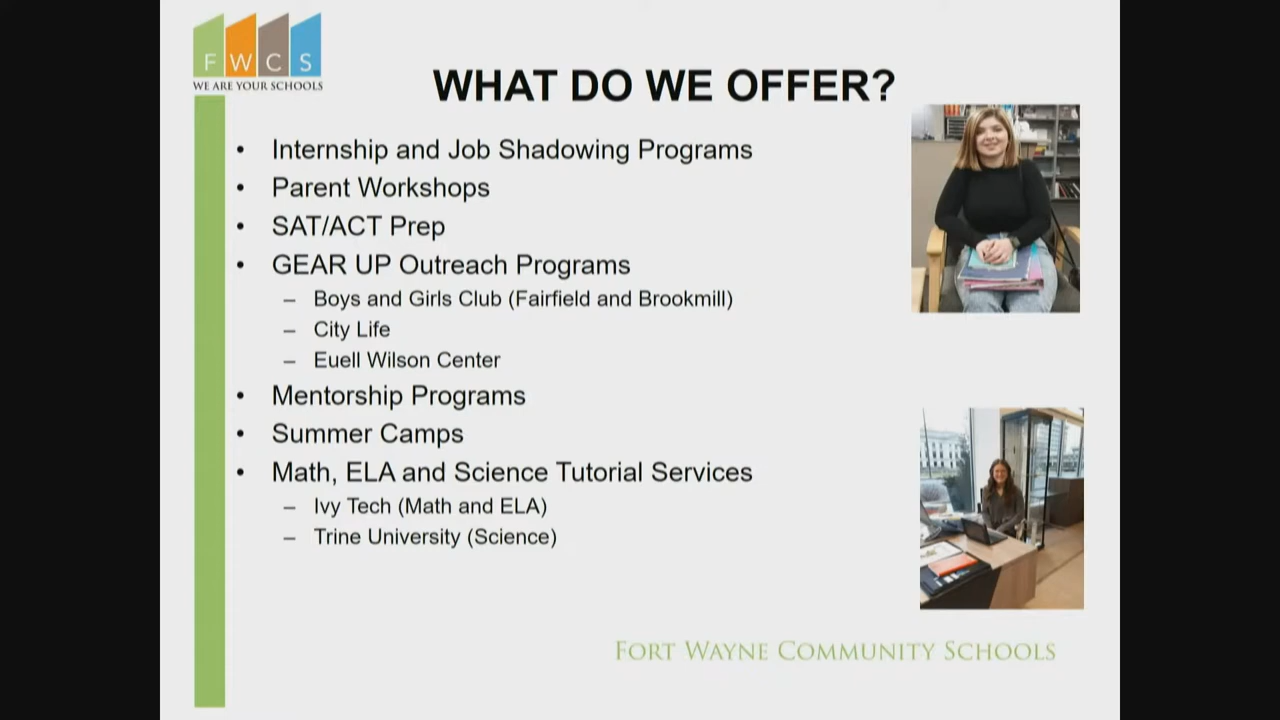 FWCS
WE ARE YOUR SCHOOLS
WHAT DO WE OFFER?
• Internship and Job Shadowing Programs
• Parent Workshops
• SAT/ACT Prep
• GEAR UP Outreach Programs
– Boys and Girls Club (Fairfield and Brookmill)
– City Life
– Euell Wilson Center
• Mentorship Programs
• Summer Camps
• Math, ELA and Science Tutorial Services
– Ivy Tech (Math and ELA)
– Trine University (Science)
FORT WAYNE COMMUNITY SCHOOLS